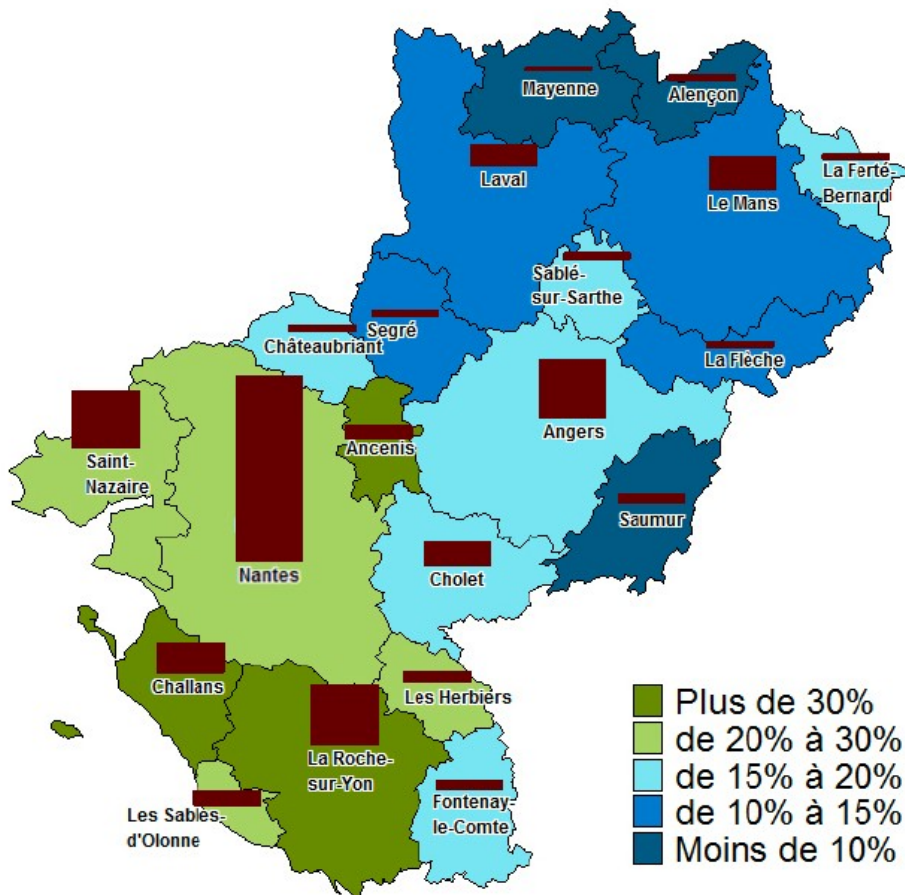 Mayenne
Alençon
Laval
Le Mans
La Ferté-
Bernard
Sablé-
sur-Sarthe
Segré
Châteaubriant
La Flèche
Angers
Ancenis
Saint-
Nazaire
Saumur
Nantes
Cholet
Challans
Les Herbiers
La Roche-
sur-Yon
Les Sables-
d'Olonne
Fontenay-
le-Comte
Plus de 30%
de 20% à 30%
de 15% à 20%
de 10% à 15%
Moins de 10%